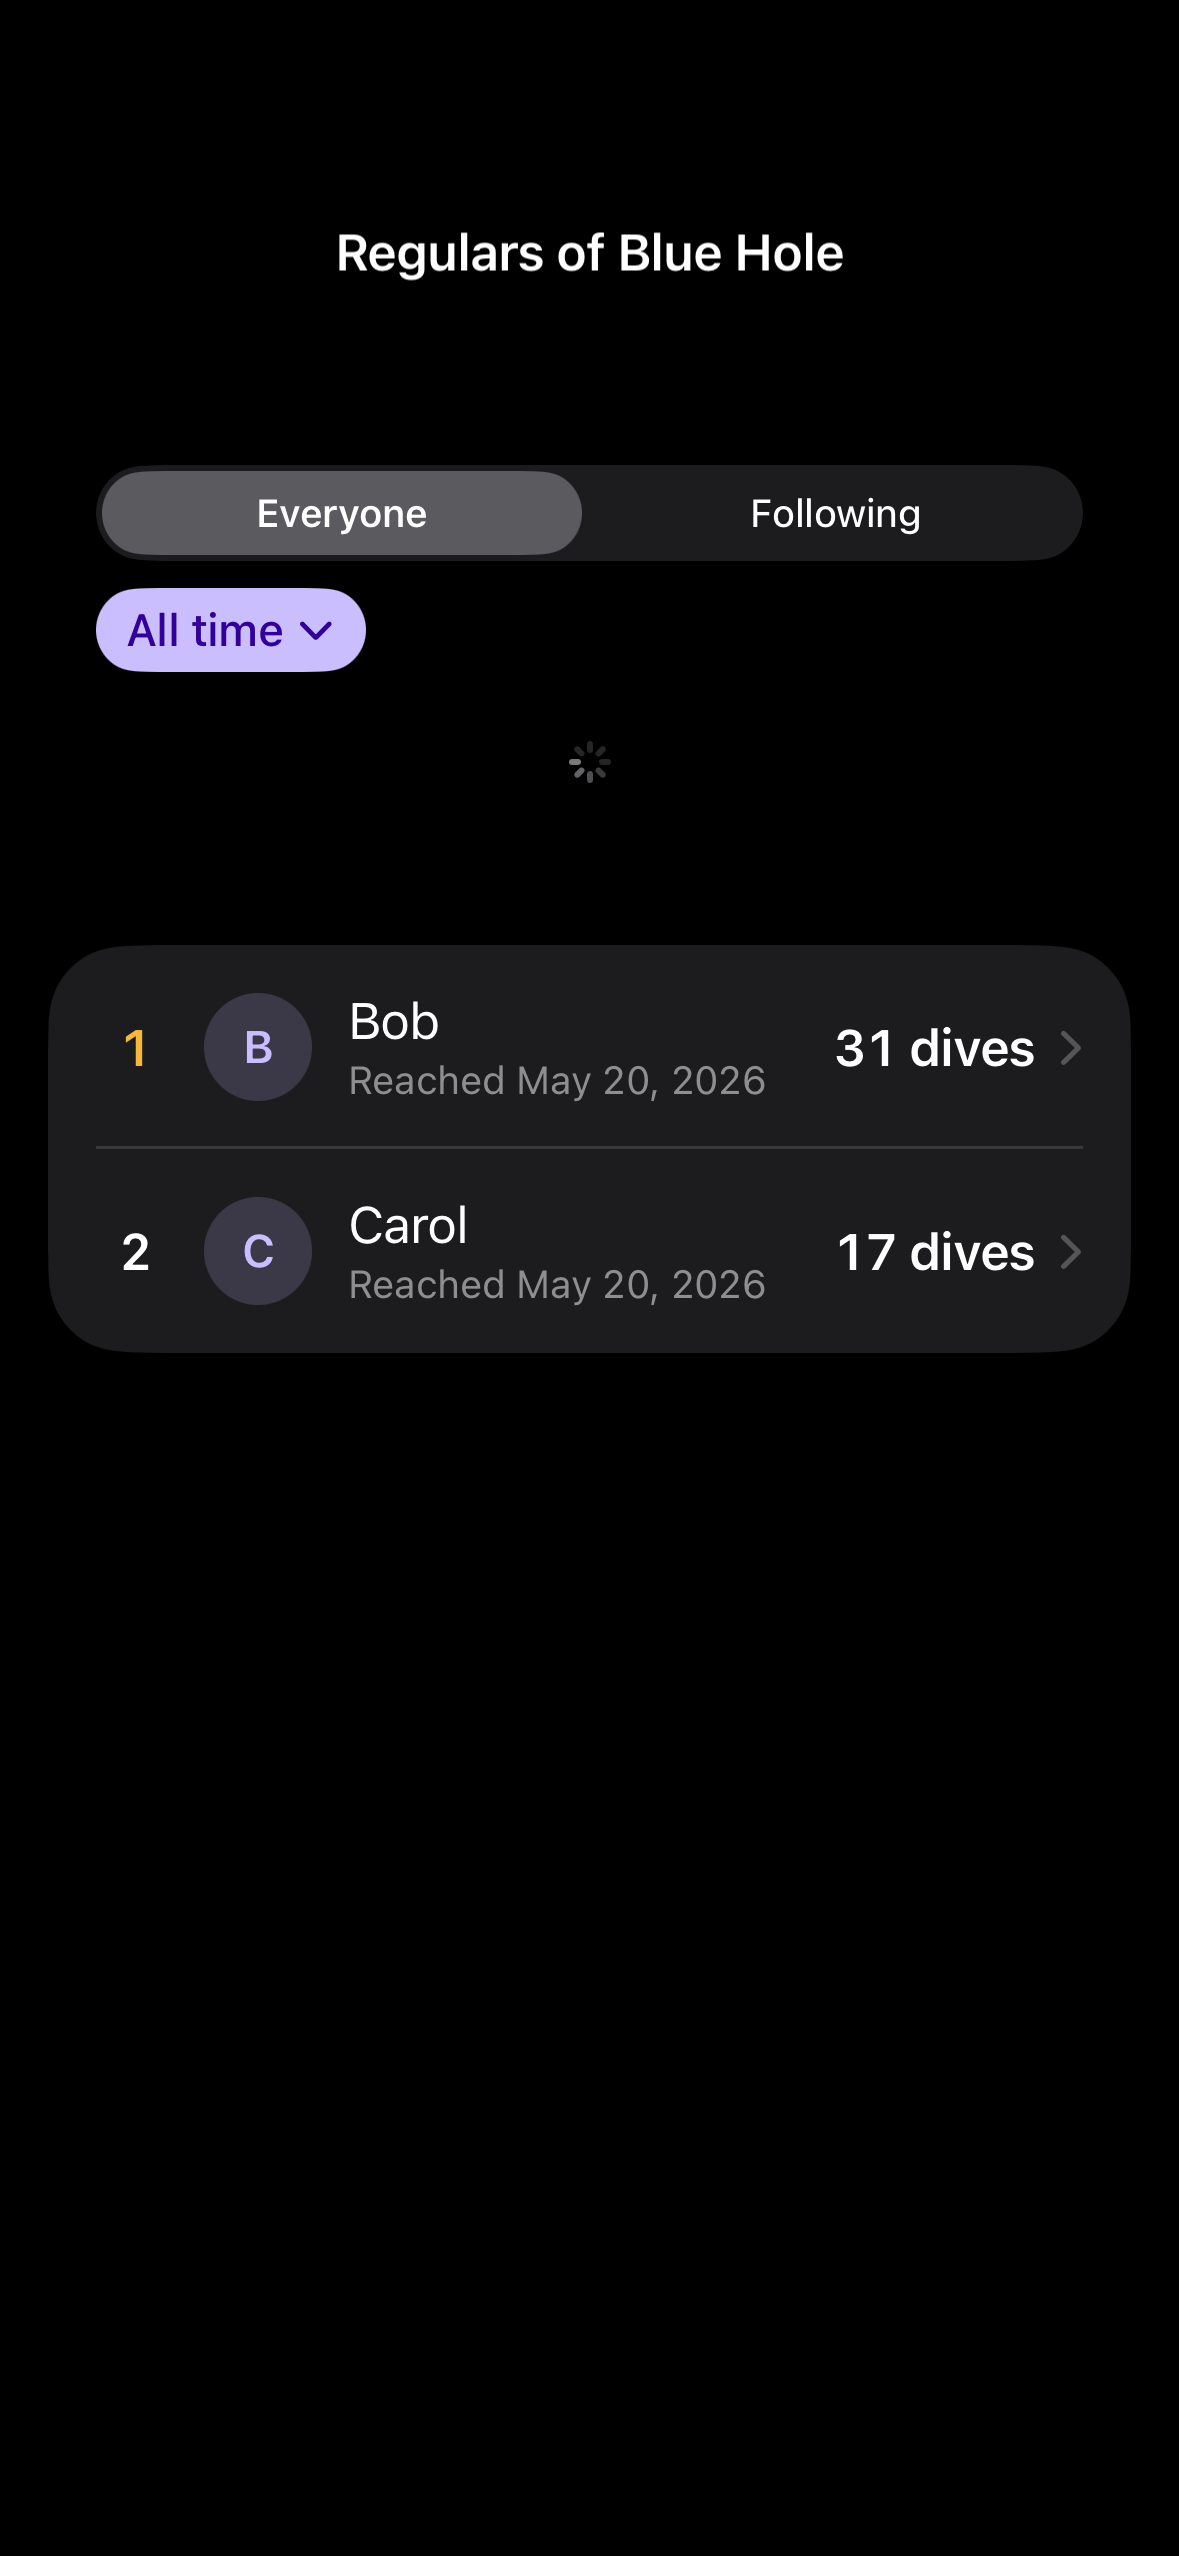 Regulars of Blue Hole
Everyone
Following
All time
1
B
Bob
Reached May 20, 2026
31 dives
2
C
Carol
Reached May 20, 2026
17 dives